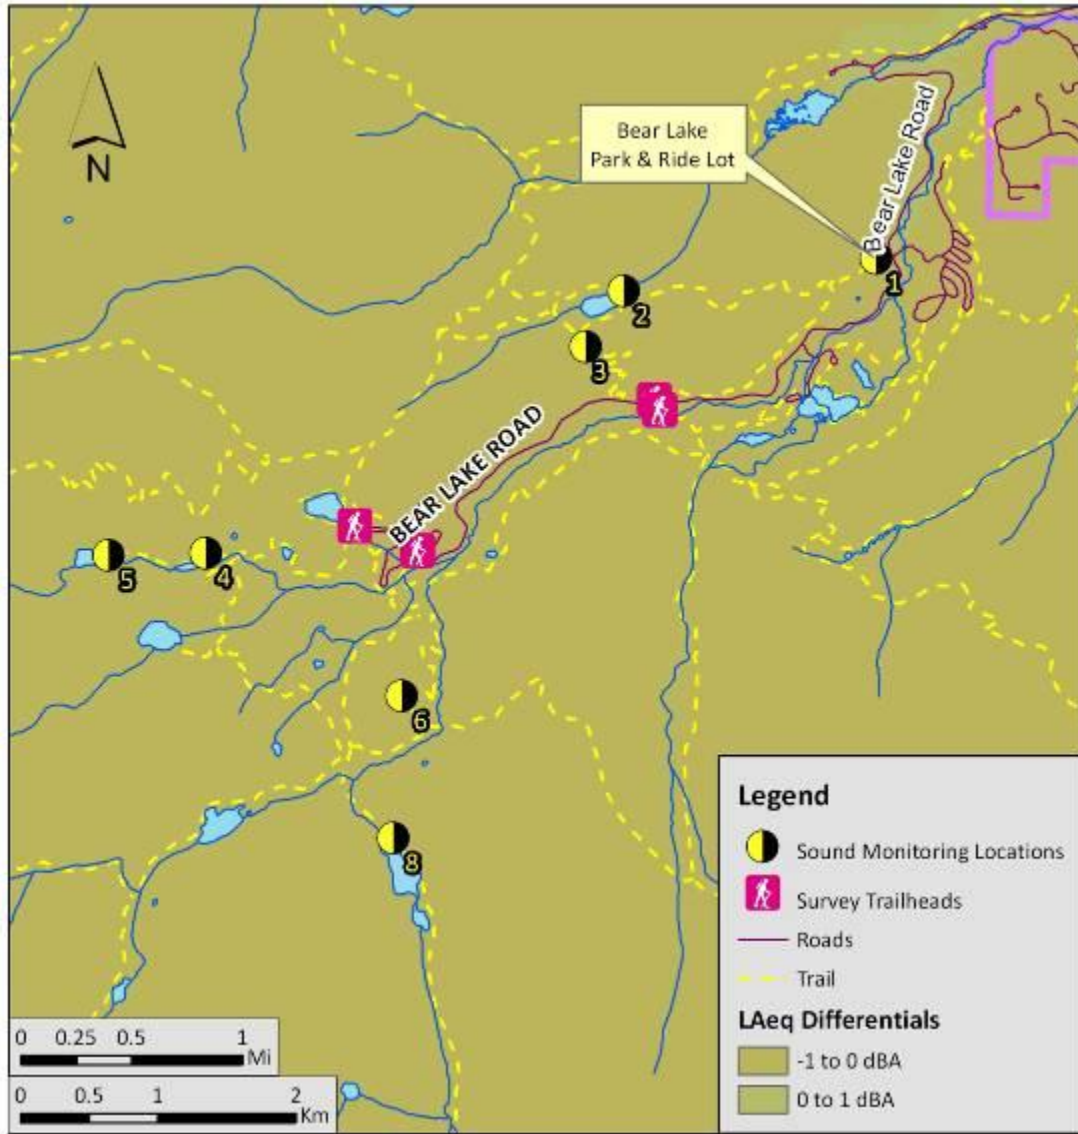 Bear Lake
Park & Ride Lot
Bear Lake Road
N
1
2
3
BEAR LAKE ROAD
5
4
6
8
Legend
Sound Monitoring Locations
Survey Trailheads
Roads
Trail
LAeq Differentials
-1 to 0 dBA
0 to 1 dBA
0 0.25 0.5 1
Mi
0 0.5 1 2
Km